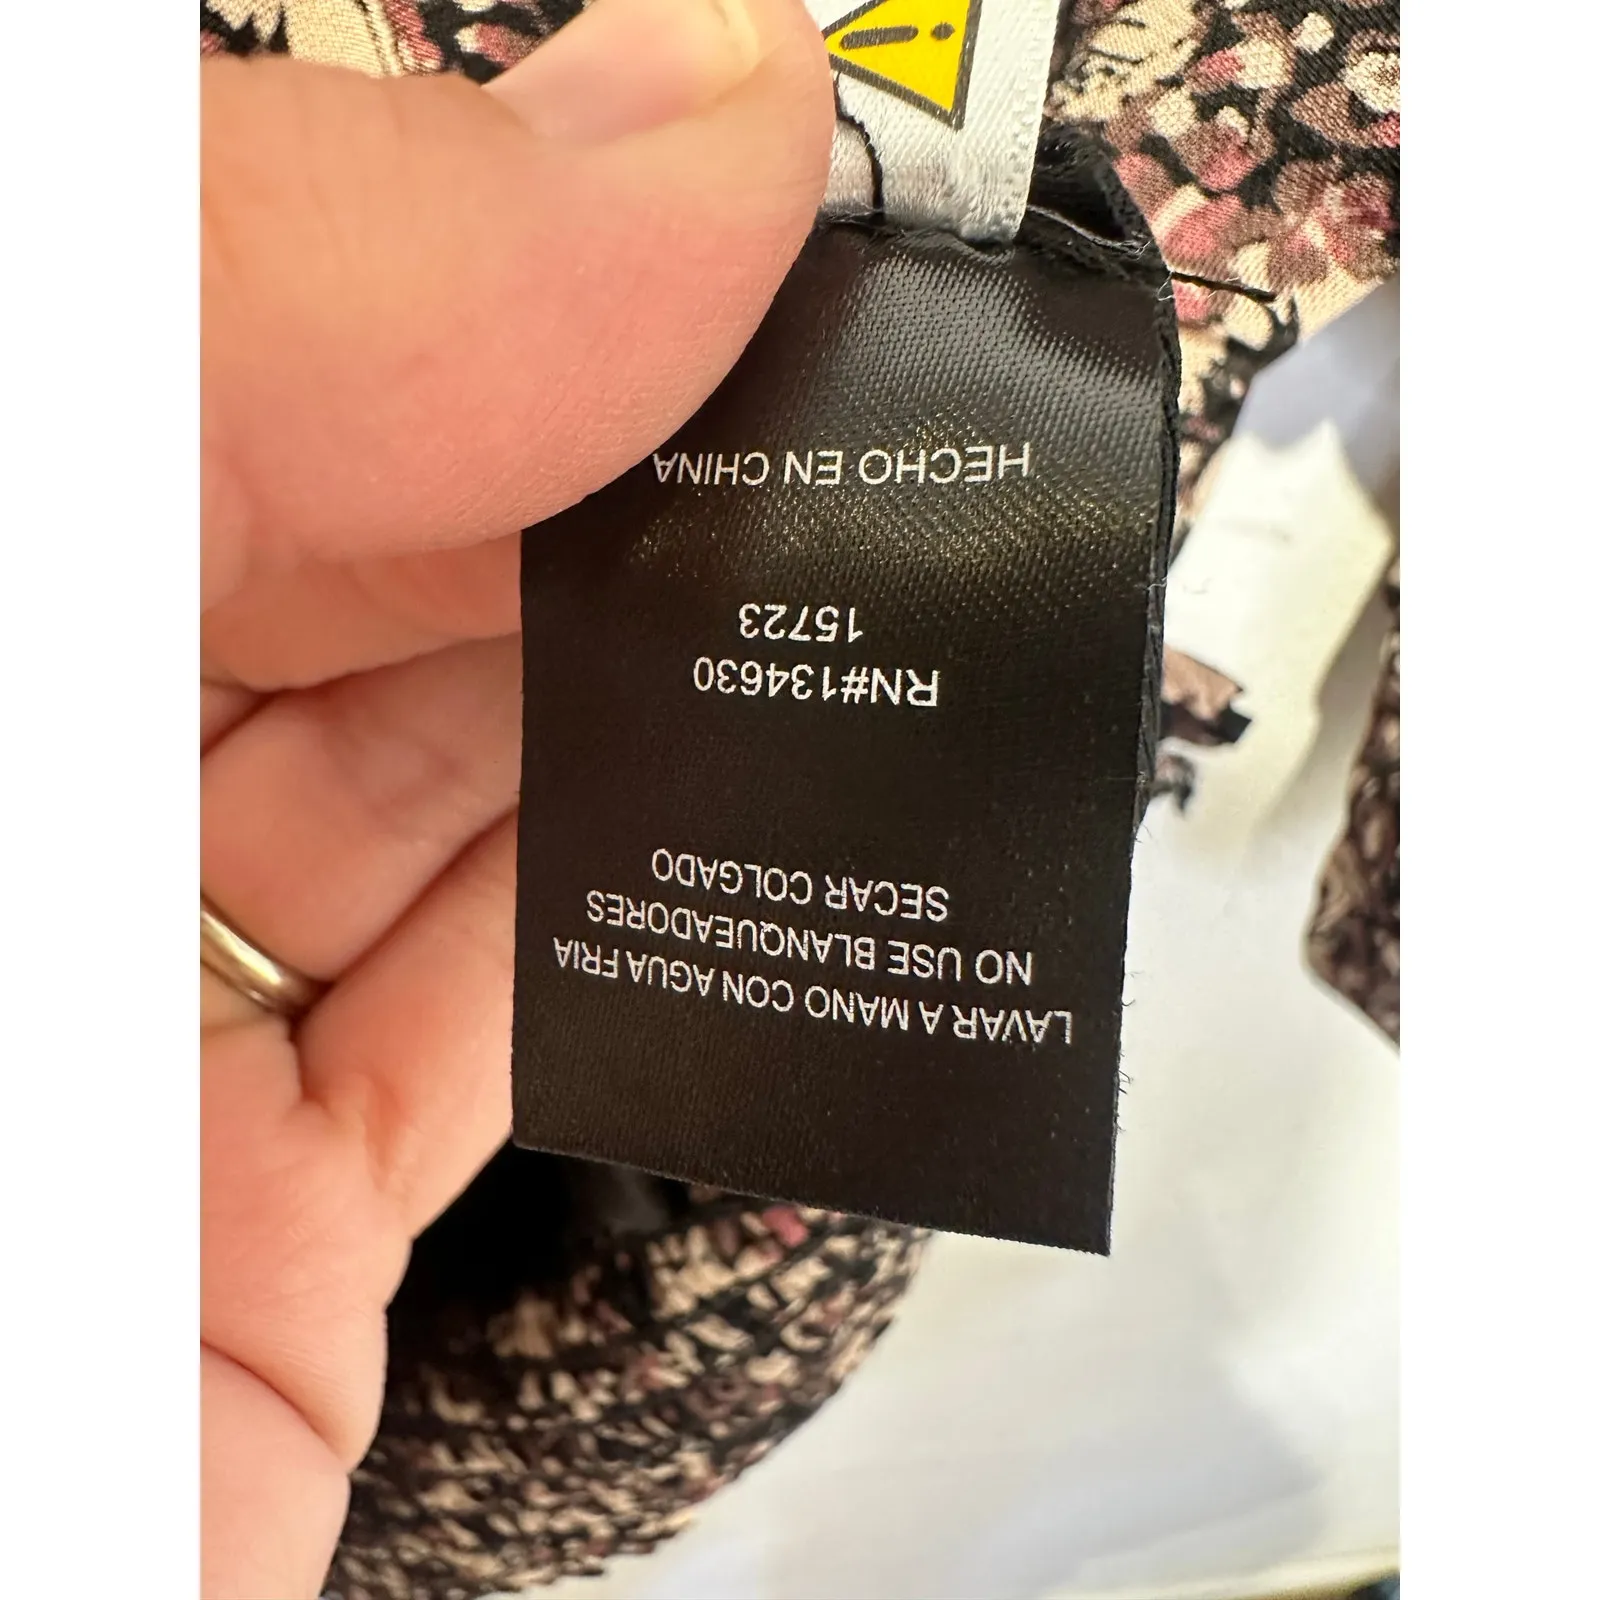 LAVAR A MANO CON AGUA FRIA
NO USE BLANQUEADORES
SECAR COLGADO
RN#134630
15723
HECHO EN CHINA